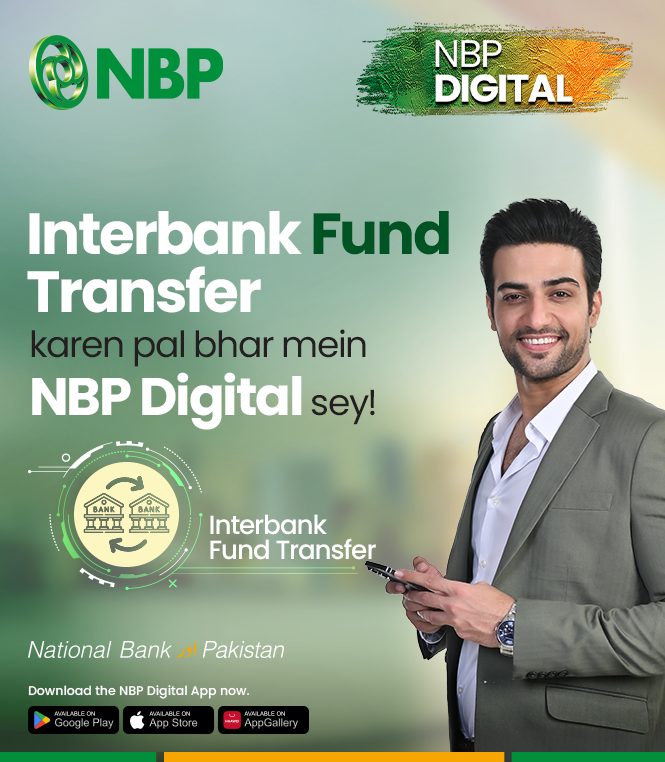 NBP
NBP
DIGITAL
Interbank Fund
Transfer
karen pal bhar mein
NBP Digital sey!
BANK BANK
Interbank
Fund Transfer
National Bank of Pakistan
Download the NBP Digital App now.
AVAILABLE ON
Google Play
AVAILABLE ON
App Store
HUAWEI
AVAILABLE ON
AppGallery